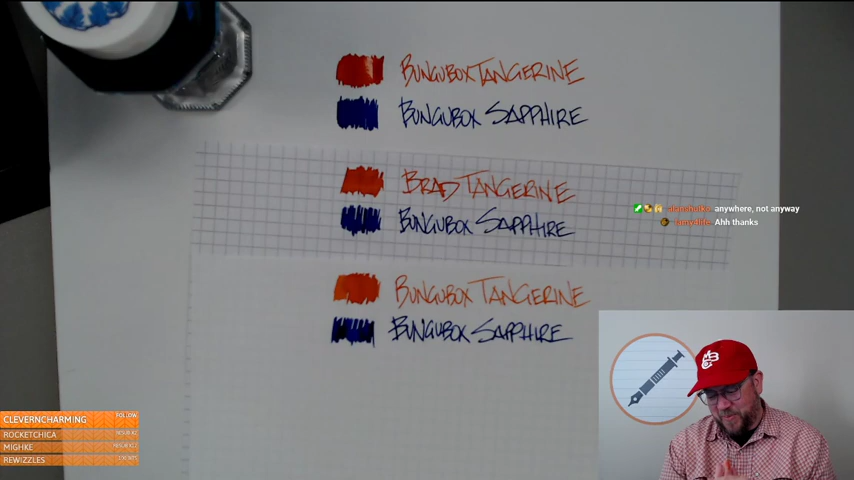 BUNGUBOX TANGERINE
BUNGUBOX SAPPHIRE
BRAD TANGERINE
BUNGUBOX SAPPHIRE
anywhere, not anyway
Ahh thanks
BUNGUBOX TANGERINE
BUNGUBOX SAPPHIRE
CLEVERNCHARMING FOLLOW
ROCKETCHICA
MIGHKE
REWIZZLES